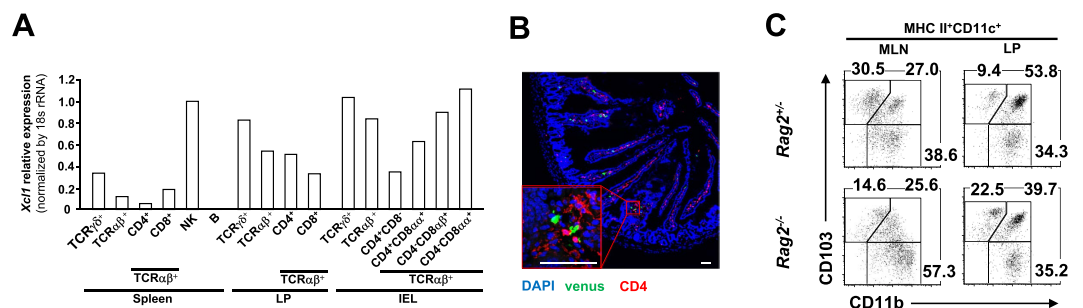 A
Xcl1 relative expression
(normalized by 18s rRNA)
1.2
1.0
0.8
0.6
0.4
0.2
0
TCRγδ⁺
TCRαβ⁺
CD4⁺
CD8⁺
NK
B
TCRγδ⁺
TCRαβ⁺
CD4⁺
CD8⁺
TCRγδ⁺
TCRαβ⁺
CD4+CD8⁻
CD4+CD8αα⁺
CD4-CD8αβ⁺
CD4-CD8αα⁺
TCRαβ⁺
TCRαβ⁺
TCRαβ⁺
Spleen
LP
IEL
B
DAPI venus CD4
C
MHC II⁺CD11c⁺
MLN LP
Rag2⁺/⁻
30.5 27.0
38.6
9.4 53.8
34.3
Rag2⁻/⁻
14.6 25.6
57.3
22.5 39.7
35.2
CD103
CD11b